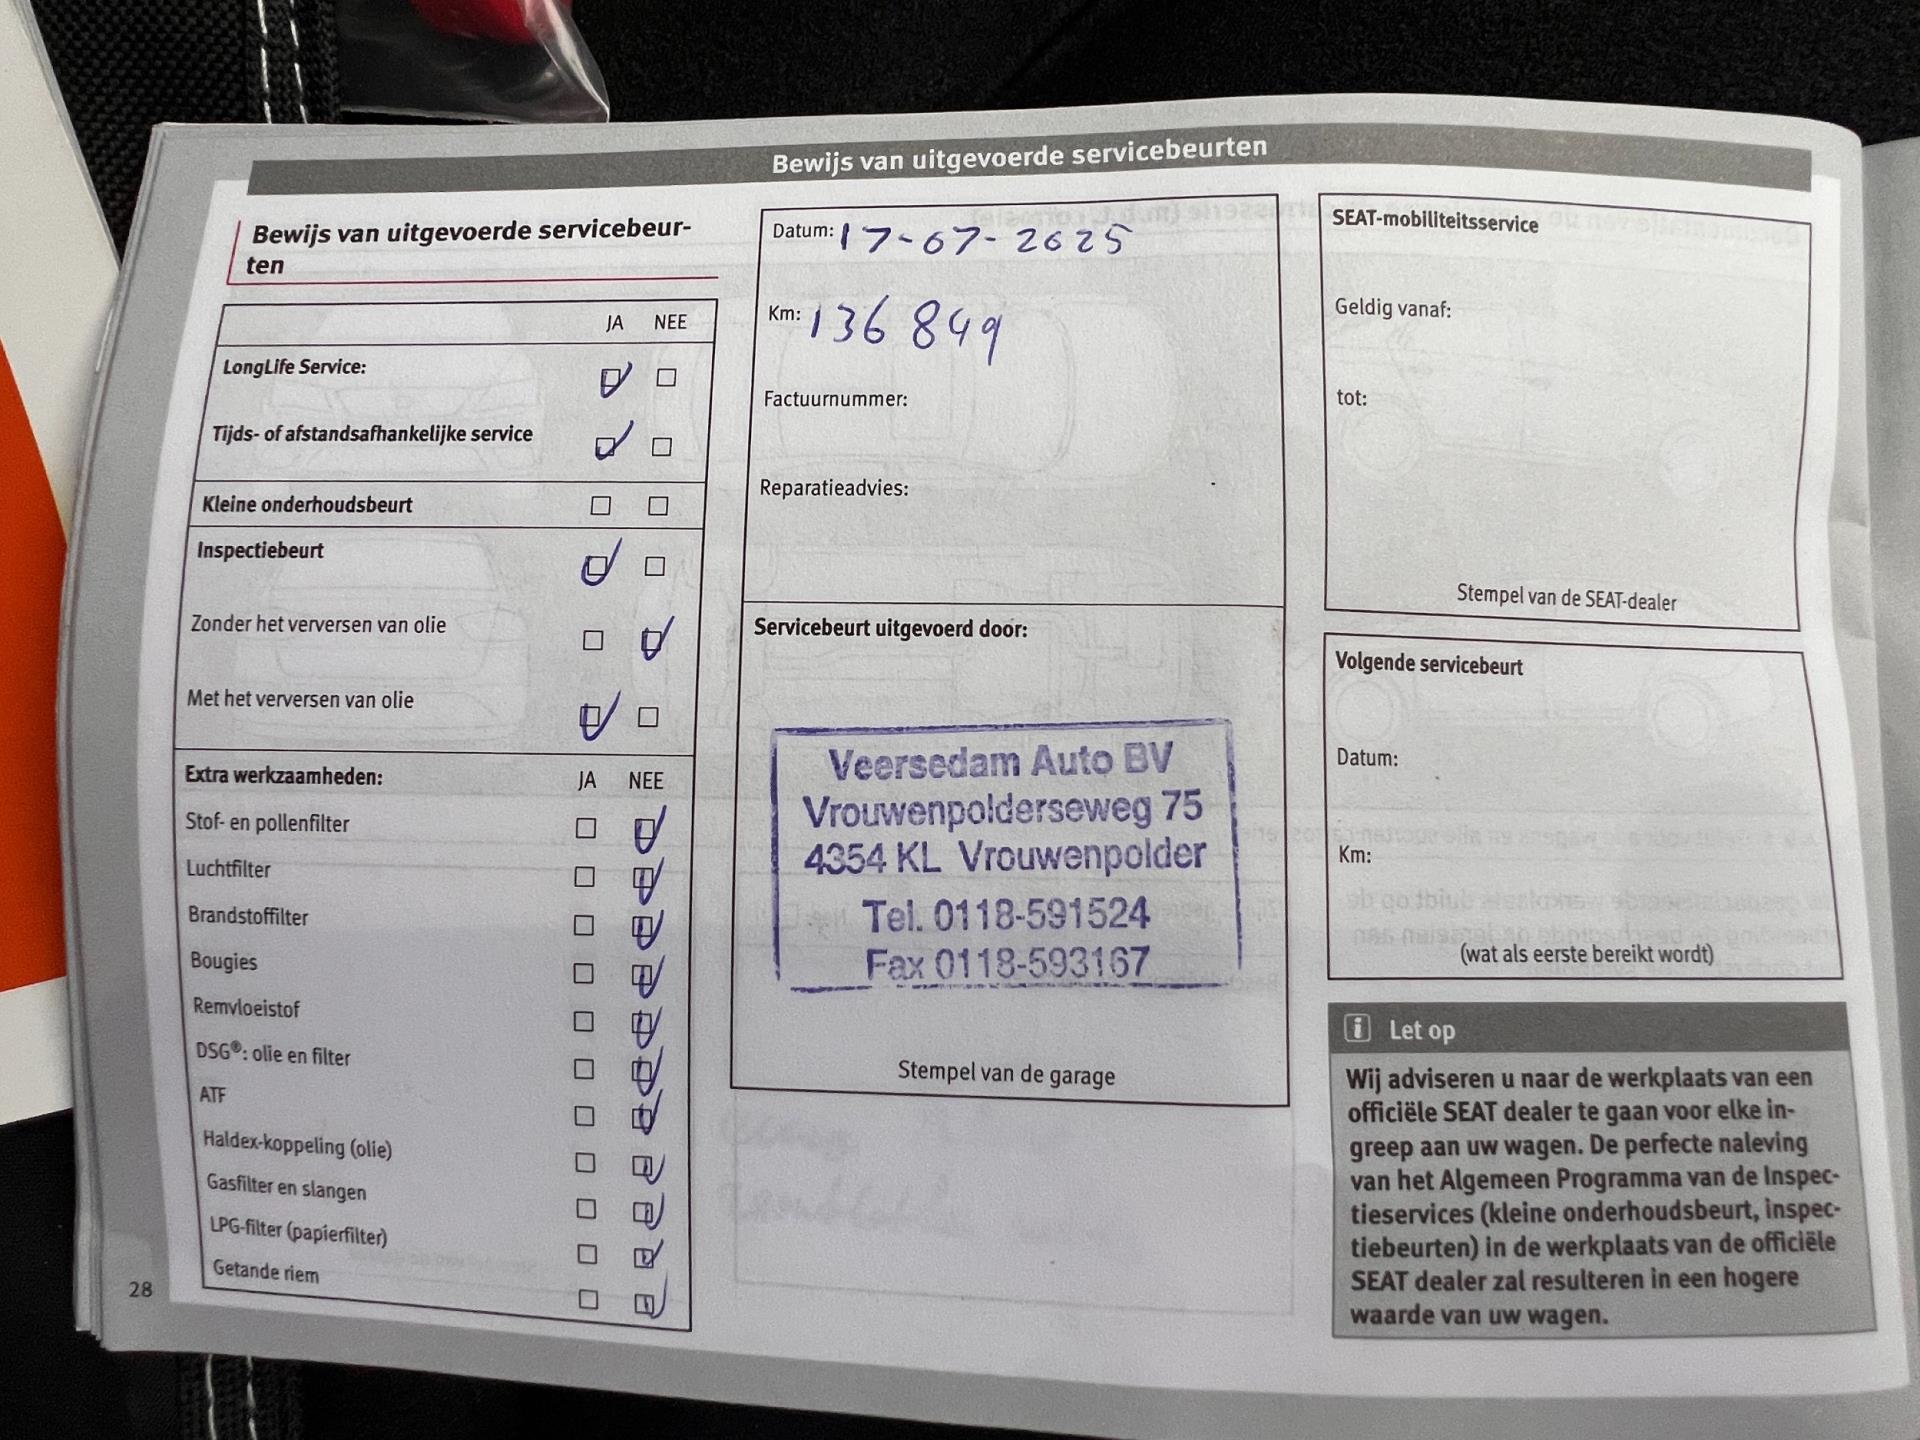 Bewijs van uitgevoerde servicebeurten
Bewijs van uitgevoerde servicebeur-
ten
JA NEE
LongLife Service:
Tijds- of afstandsafhankelijke service
Kleine onderhoudsbeurt
Inspectiebeurt
Zonder het verversen van olie
Met het verversen van olie
Extra werkzaamheden: JA NEE
Stof- en pollenfilter
Luchtfilter
Brandstoffilter
Bougies
Remvloeistof
DSG®: olie en filter
ATF
Haldex-koppeling (olie)
Gasfilter en slangen
LPG-filter (papierfilter)
Getande riem
28
Datum: 17-07-2025
Km: 136 849
Factuurnummer:
Reparatieadvies:
Servicebeurt uitgevoerd door:
Veersedam Auto BV
Vrouwenpolderseweg 75
4354 KL Vrouwenpolder
Tel. 0118-591524
Fax 0118-593167
Stempel van de garage
SEAT-mobiliteitsservice
Geldig vanaf:
tot:
Stempel van de SEAT-dealer
Volgende servicebeurt
Datum:
Km:
(wat als eerste bereikt wordt)
i Let op
Wij adviseren u naar de werkplaats van een
officiële SEAT dealer te gaan voor elke in-
greep aan uw wagen. De perfecte naleving
van het Algemeen Programma van de Inspec-
tieservices (kleine onderhoudsbeurt, inspec-
tiebeurten) in de werkplaats van de officiële
SEAT dealer zal resulteren in een hogere
waarde van uw wagen.